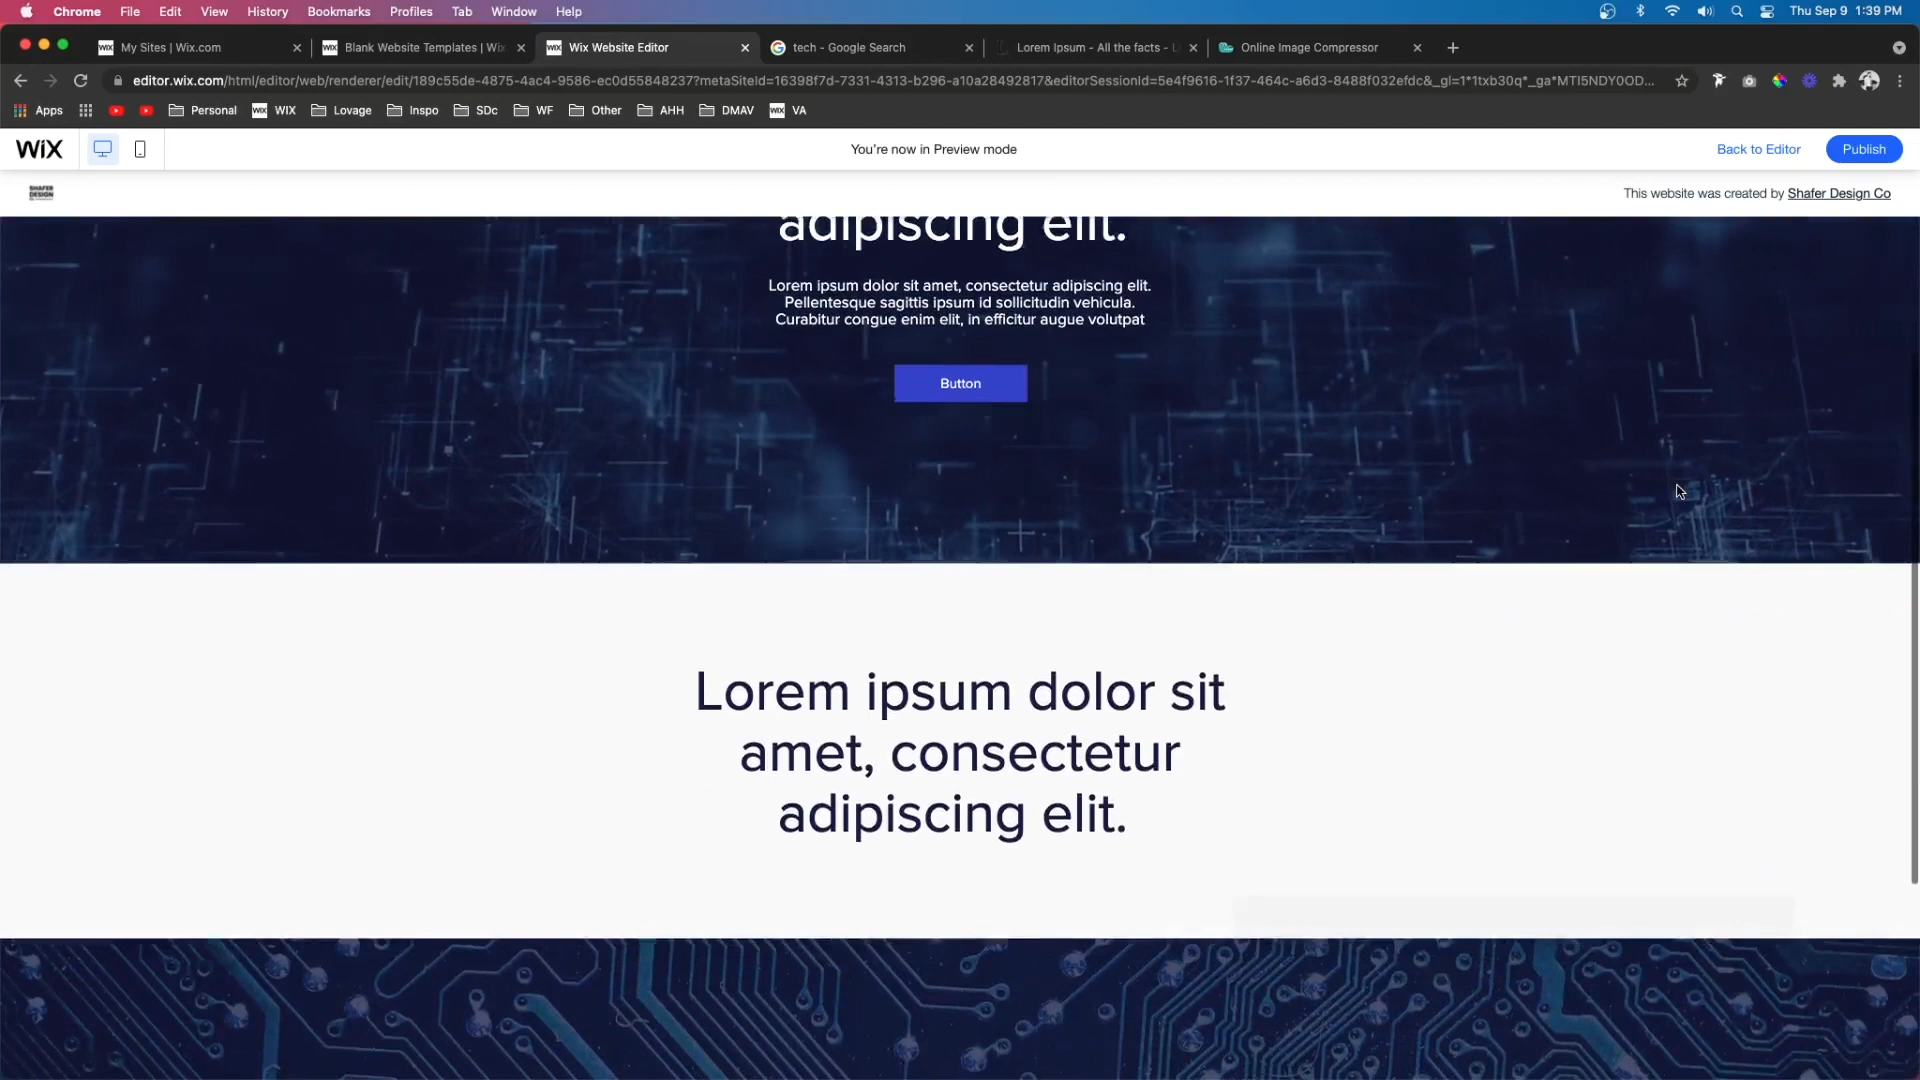 Chrome File Edit View History Bookmarks Profiles Tab Window Help Thu Sep 9 1:39 PM
My Sites | Wix.com Blank Website Templates | Wix Wix Website Editor tech - Google Search Lorem Ipsum - All the facts - L Online Image Compressor
editor.wix.com/html/editor/web/renderer/edit/189c55de-4875-4ac4-9586-ec0d55848237?metaSiteId=16398f7d-7331-4313-b296-a10a28492817&editorSessionId=5e4f9616-1f37-464c-a6d3-8488f032efdc&_gl=1*1txb30q*_ga*MTI5NDY0OD...
Apps Personal WIX WIX Lovage Inspo SDc WF Other AHH DMAV WIX VA
WiX You're now in Preview mode Back to Editor Publish
SHAFER
DESIGN
This website was created by Shafer Design Co
adipiscing elit.
Lorem ipsum dolor sit amet, consectetur adipiscing elit.
Pellentesque sagittis ipsum id sollicitudin vehicula.
Curabitur congue enim elit, in efficitur augue volutpat
Button
Lorem ipsum dolor sit
amet, consectetur
adipiscing elit.